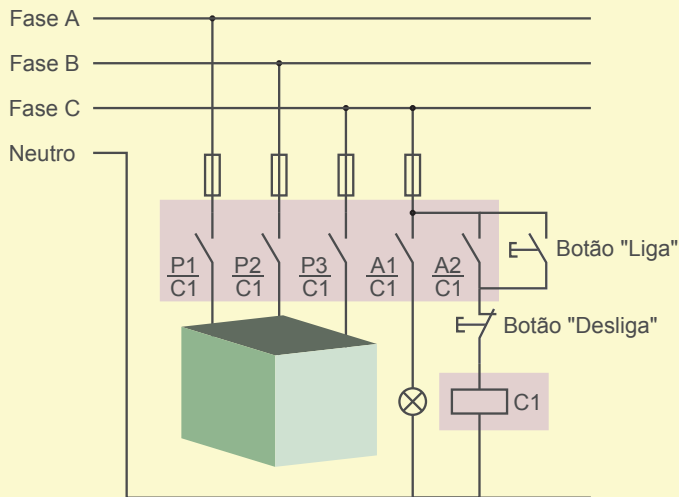 Fase A
Fase B
Fase C
Neutro
Botão "Liga"
P1 P2 P3 A1 A2
C1 C1 C1 C1 C1
Botão "Desliga"
C1